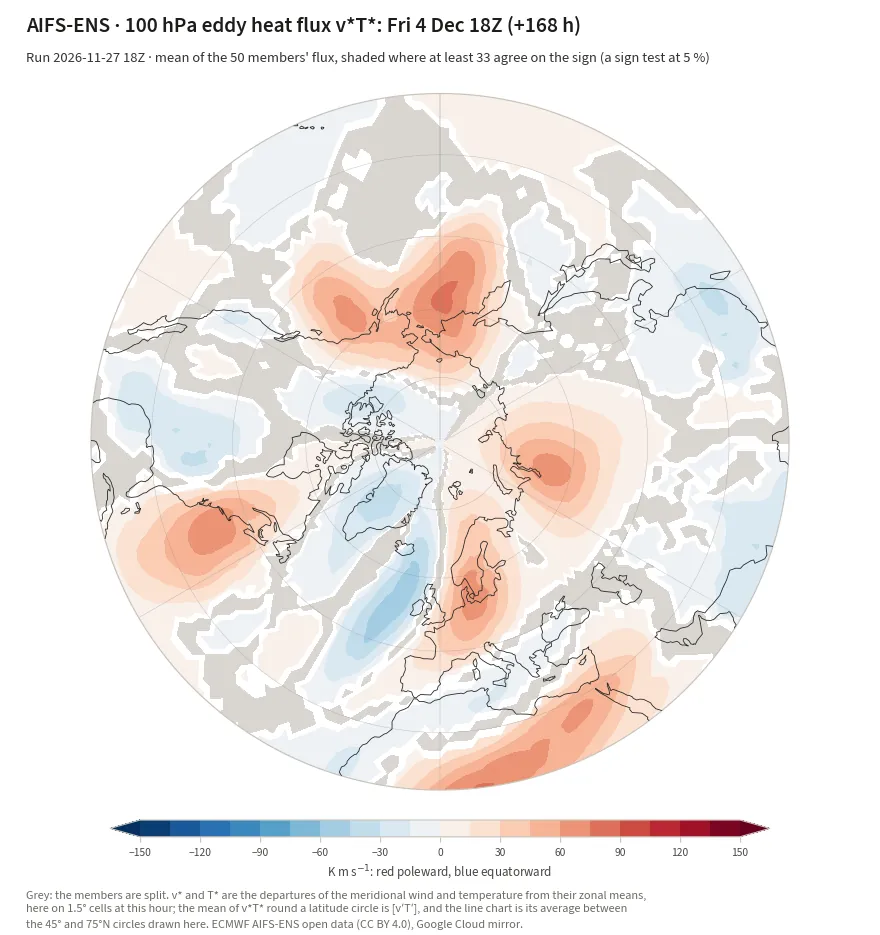 AIFS-ENS · 100 hPa eddy heat flux v*T*: Fri 4 Dec 18Z (+168 h)
Run 2026-11-27 18Z · mean of the 50 members' flux, shaded where at least 33 agree on the sign (a sign test at 5 %)
−150 −120 −90 −60 −30 0 30 60 90 120 150
K m s⁻¹: red poleward, blue equatorward
Grey: the members are split. v* and T* are the departures of the meridional wind and temperature from their zonal means,
here on 1.5° cells at this hour; the mean of v*T* round a latitude circle is [v′T′], and the line chart is its average between
the 45° and 75°N circles drawn here. ECMWF AIFS-ENS open data (CC BY 4.0), Google Cloud mirror.